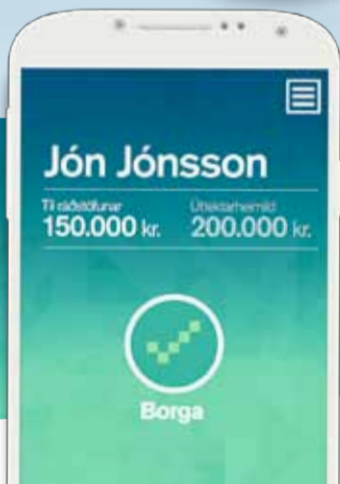 Jón Jónsson
Til ráðstöfunar
Úttektarheimild
150.000 kr.
200.000 kr.
Borga